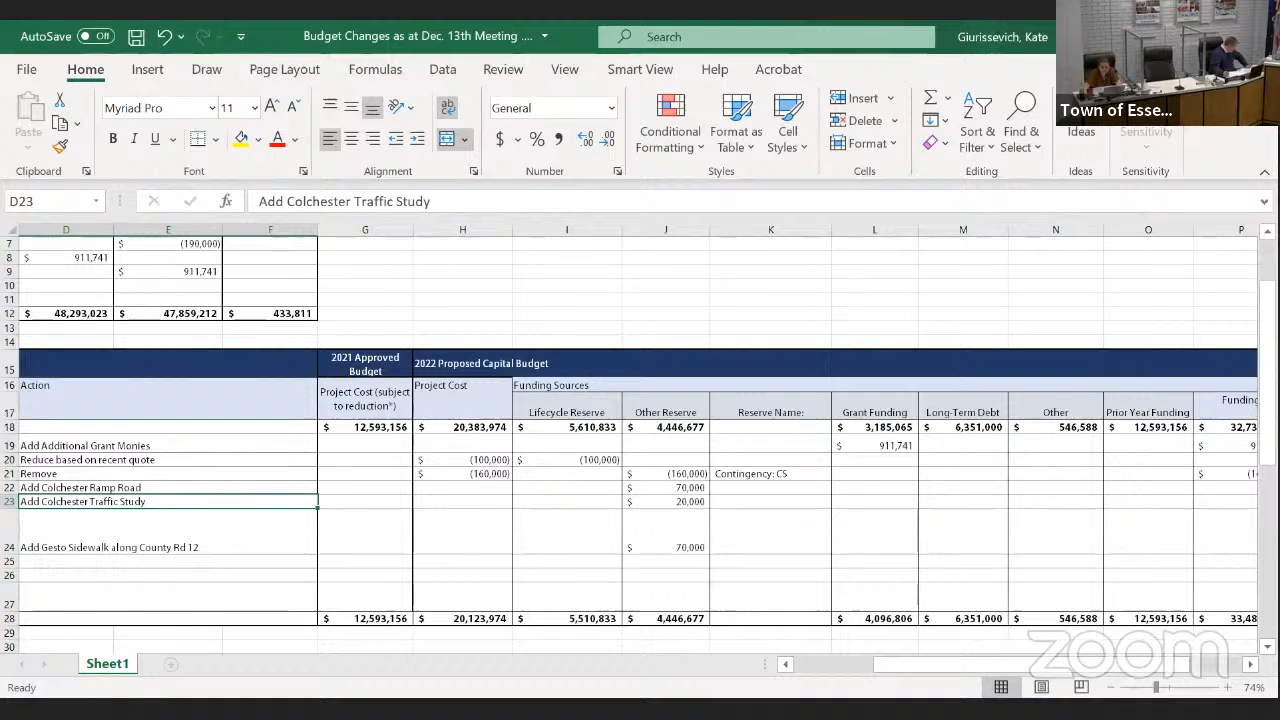 AutoSave Off Budget Changes as at Dec. 13th Meeting .... Search Giurissevich, Kate
Town of Esse...
File Home Insert Draw Page Layout Formulas Data Review View Smart View Help Acrobat
Paste Myriad Pro 11 General Conditional Formatting Format as Table Cell Styles Insert Delete Format Sort & Filter Find & Select Ideas Sensitivity
Clipboard Font Alignment Number Styles Cells Editing Ideas Sensitivity
D23 Add Colchester Traffic Study
D E F G H I J K L M N O P
7 $ (190,000)
8 $ 911,741
9 $ 911,741
10
11
12 $ 48,293,023 $ 47,859,212 $ 433,811
13
14
15 2021 Approved Budget 2022 Proposed Capital Budget
16 Action Project Cost (subject to reduction*) Project Cost Funding Sources
17 Lifecycle Reserve Other Reserve Reserve Name: Grant Funding Long-Term Debt Other Prior Year Funding Funding
18 $ 12,593,156 $ 20,383,974 $ 5,610,833 $ 4,446,677 $ 3,185,065 $ 6,351,000 $ 546,588 $ 12,593,156 $ 32,73
19 Add Additional Grant Monies $ 911,741 $ 9
20 Reduce based on recent quote $ (100,000) $ (100,000)
21 Remove $ (160,000) $ (160,000) Contingency: CS $ (1
22 Add Colchester Ramp Road $ 70,000
23 Add Colchester Traffic Study $ 20,000
24 Add Gesto Sidewalk along County Rd 12 $ 70,000
25
26
27
28 $ 12,593,156 $ 20,123,974 $ 5,510,833 $ 4,446,677 $ 4,096,806 $ 6,351,000 $ 546,588 $ 12,593,156 $ 33,48
29
30
zoom
Sheet1
Ready 74%